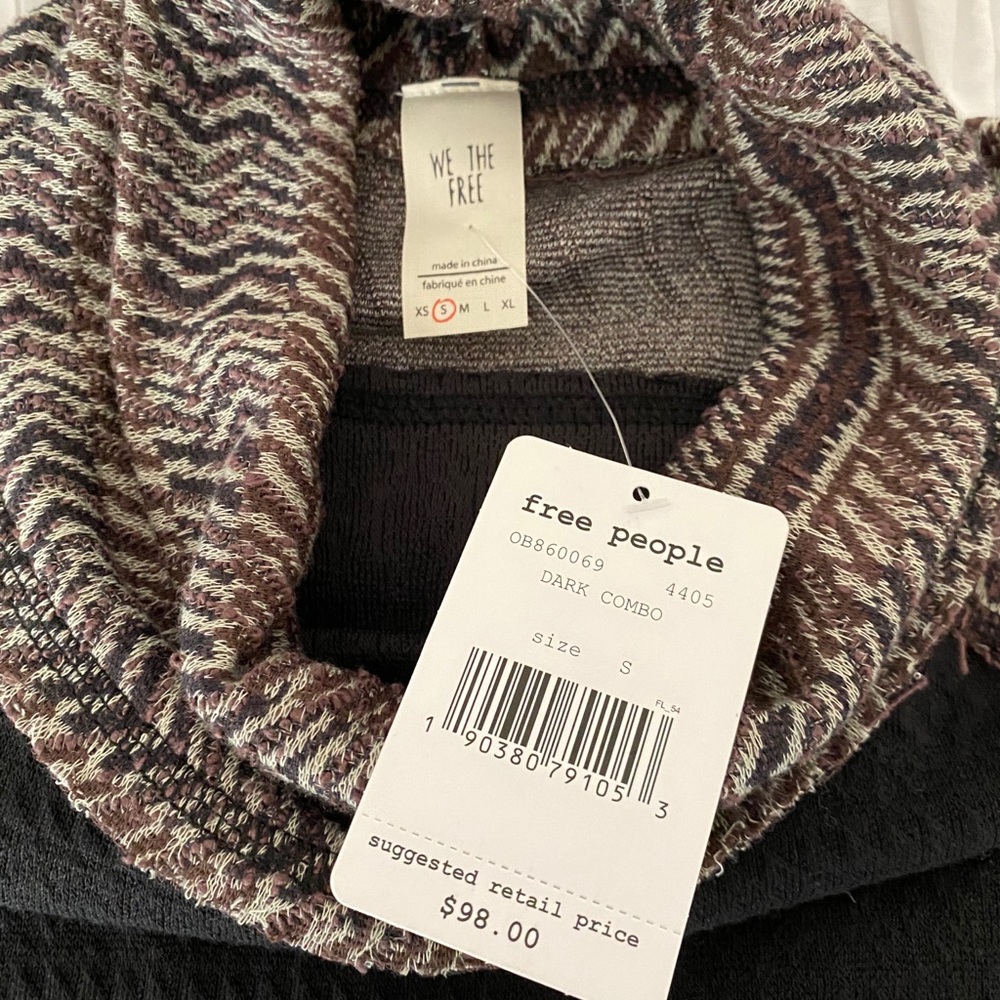 WE THE
FREE
made in china
fabriqué en chine
XS S M L XL
free people
OB860069 4405
DARK COMBO
size S
FL_54
1 90380 79105 3
suggested retail price
$98.00